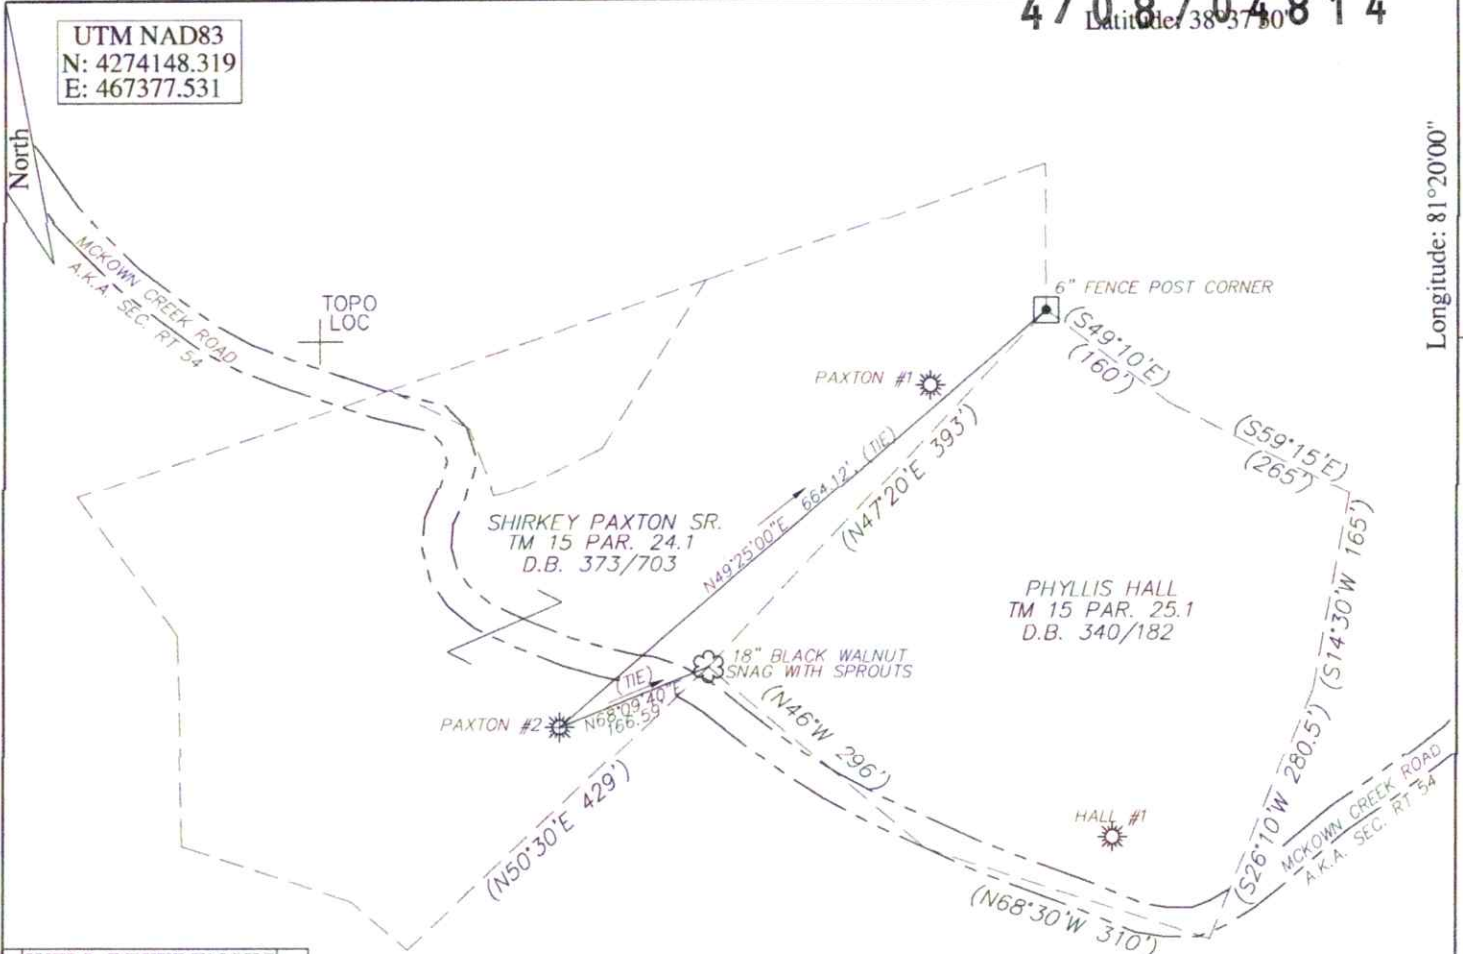 4708704814
Latitude: 38°37'30"
UTM NAD83
N: 4274148.319
E: 467377.531
North
Longitude: 81°20'00"
MCKOWN CREEK ROAD
A.K.A. SEC. RT 54
TOPO
LOC
6" FENCE POST CORNER
(S49°10'E)
(160')
PAXTON #1
(S59°15'E)
(265')
N49°25'00"E 664.12' (TIE)
(N47°20'E 393')
SHIRKEY PAXTON SR.
TM 15 PAR. 24.1
D.B. 373/703
(S14°30'W 165')
PHYLLIS HALL
TM 15 PAR. 25.1
D.B. 340/182
18" BLACK WALNUT
SNAG WITH SPROUTS
(TIE)
N68°09'40"E
166.59'
PAXTON #2
(N46°W 296')
(S26°10'W 280.5')
(N50°30'E 429')
HALL #1
MCKOWN CREEK ROAD
A.K.A. SEC. RT 54
(N68°30'W 310')